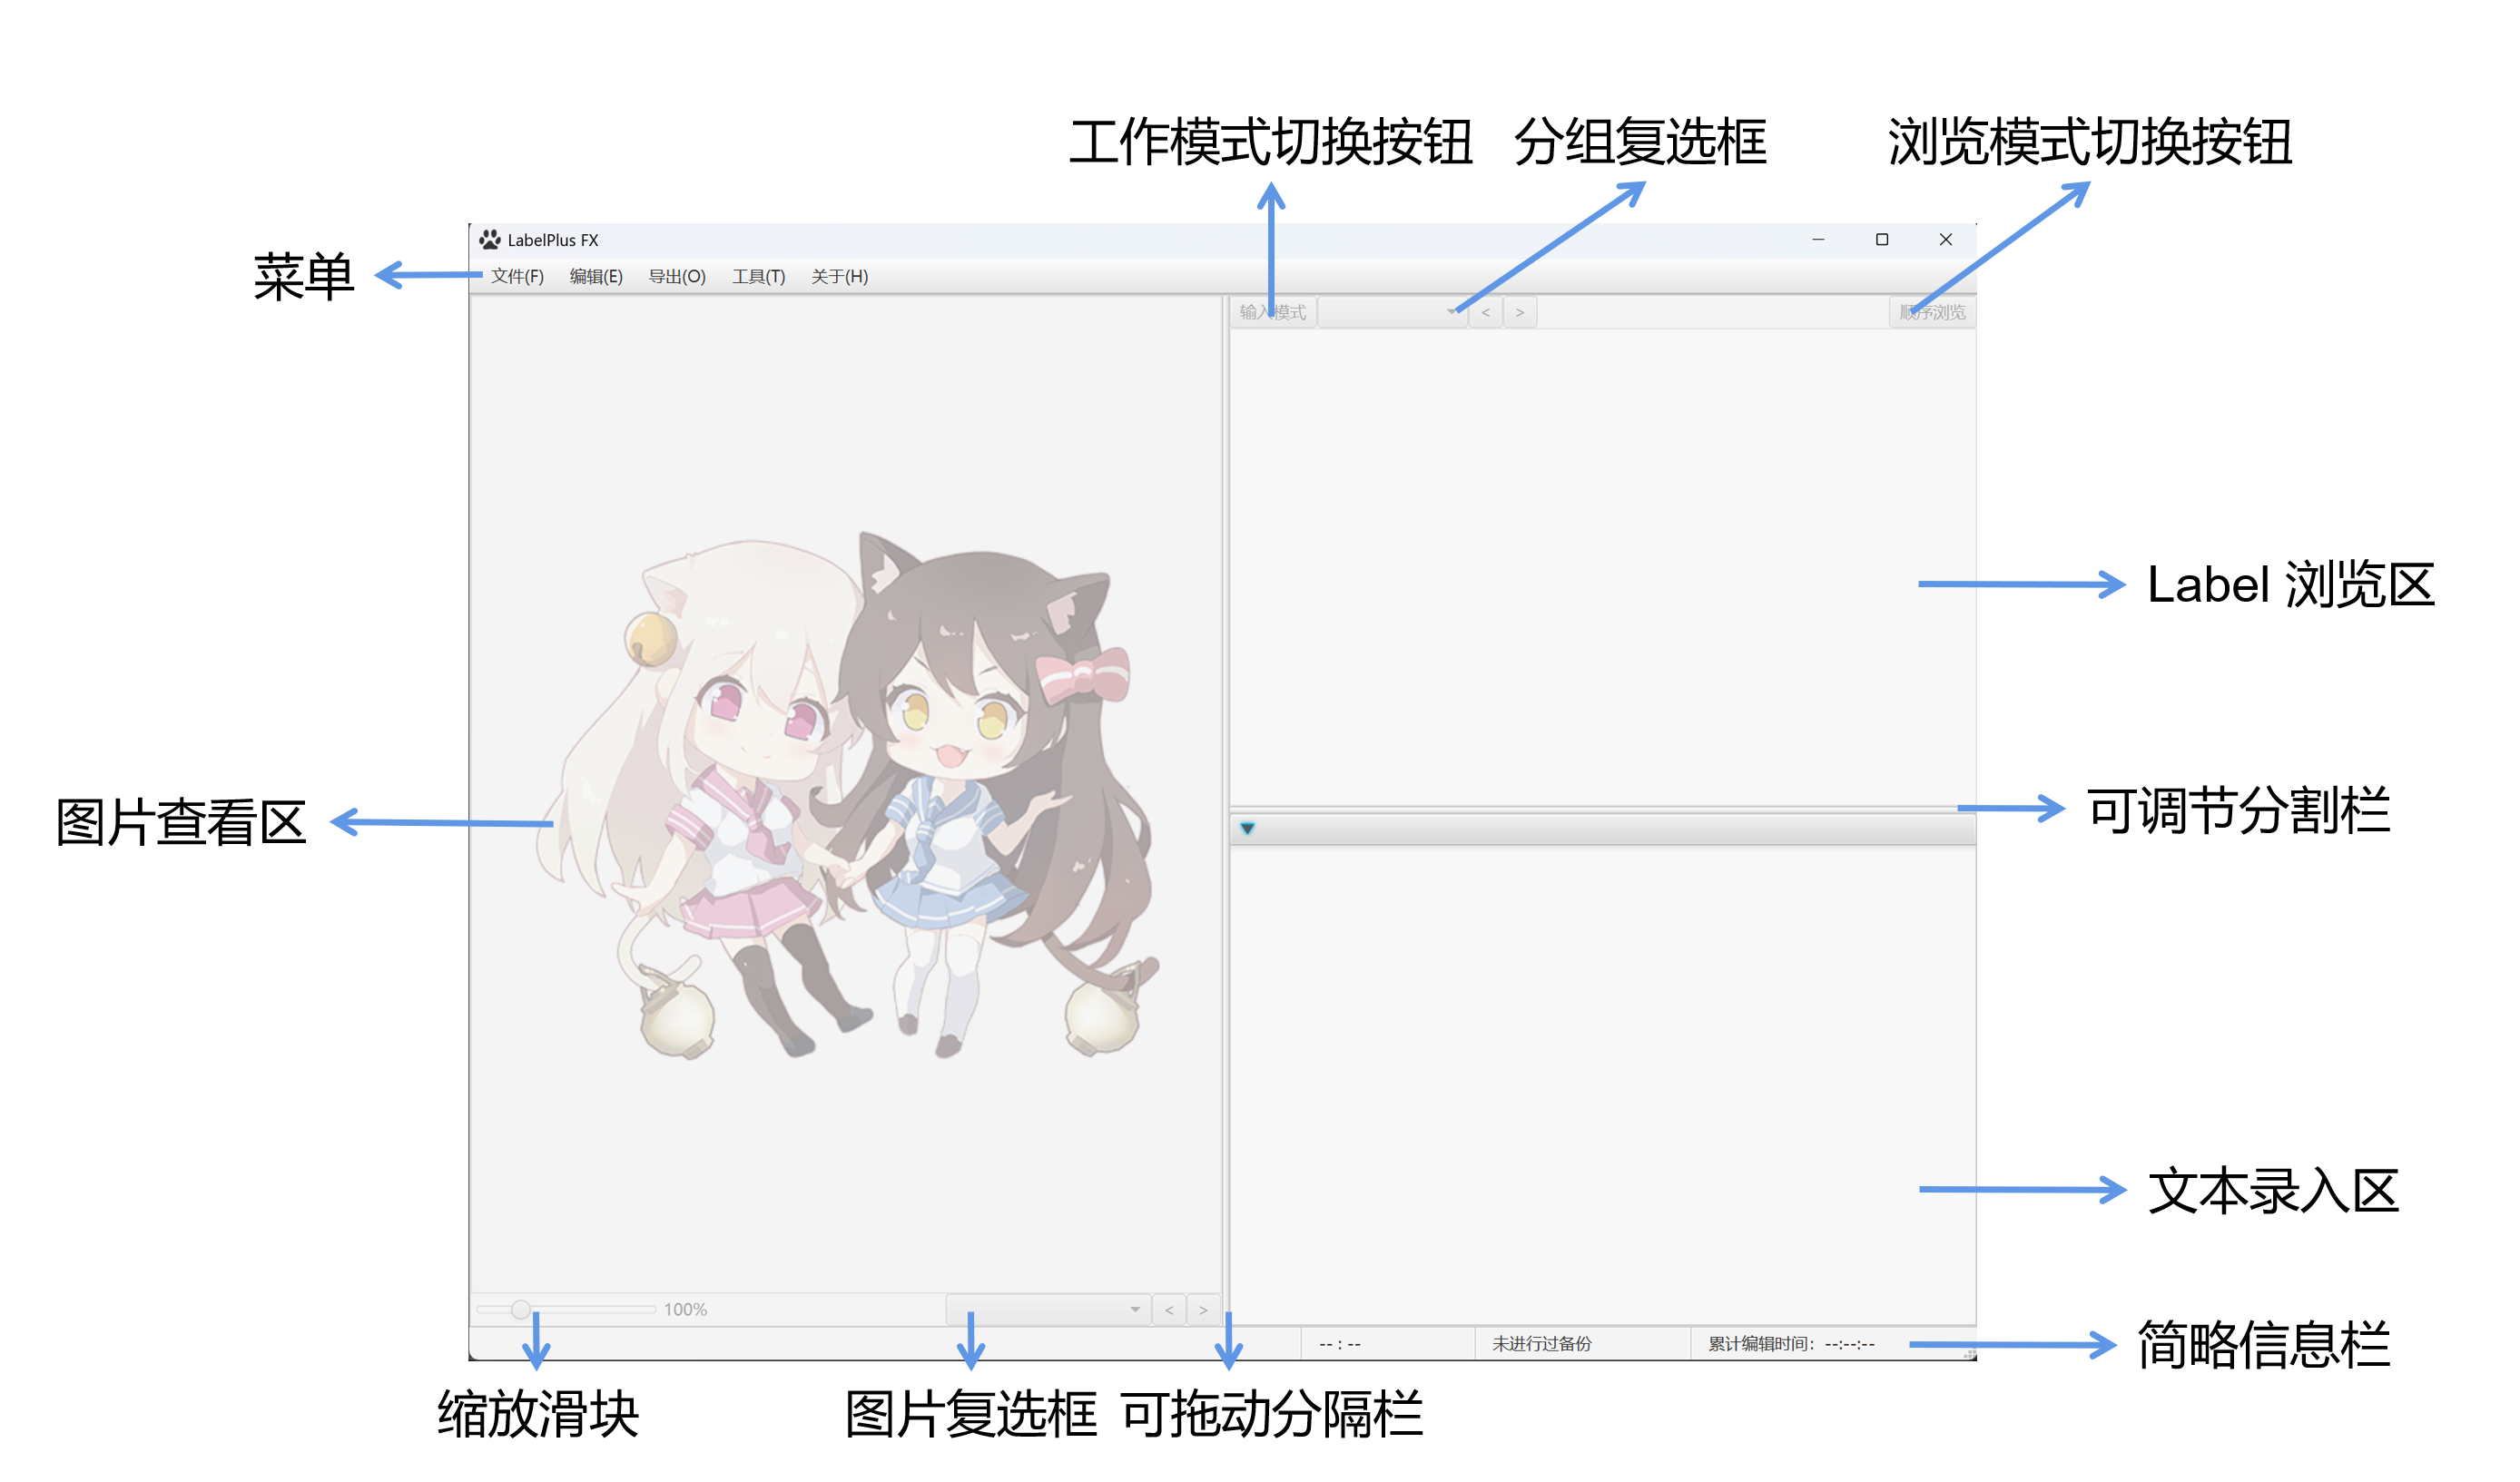 工作模式切换按钮 分组复选框 浏览模式切换按钮
LabelPlus FX
菜单
文件(F) 编辑(E) 导出(O) 工具(T) 关于(H)
输入模式 < > 顺序浏览
Label 浏览区
图片查看区
可调节分割栏
文本录入区
100% < >
-- : -- 未进行过备份 累计编辑时间: --:--:--
简略信息栏
缩放滑块 图片复选框 可拖动分隔栏